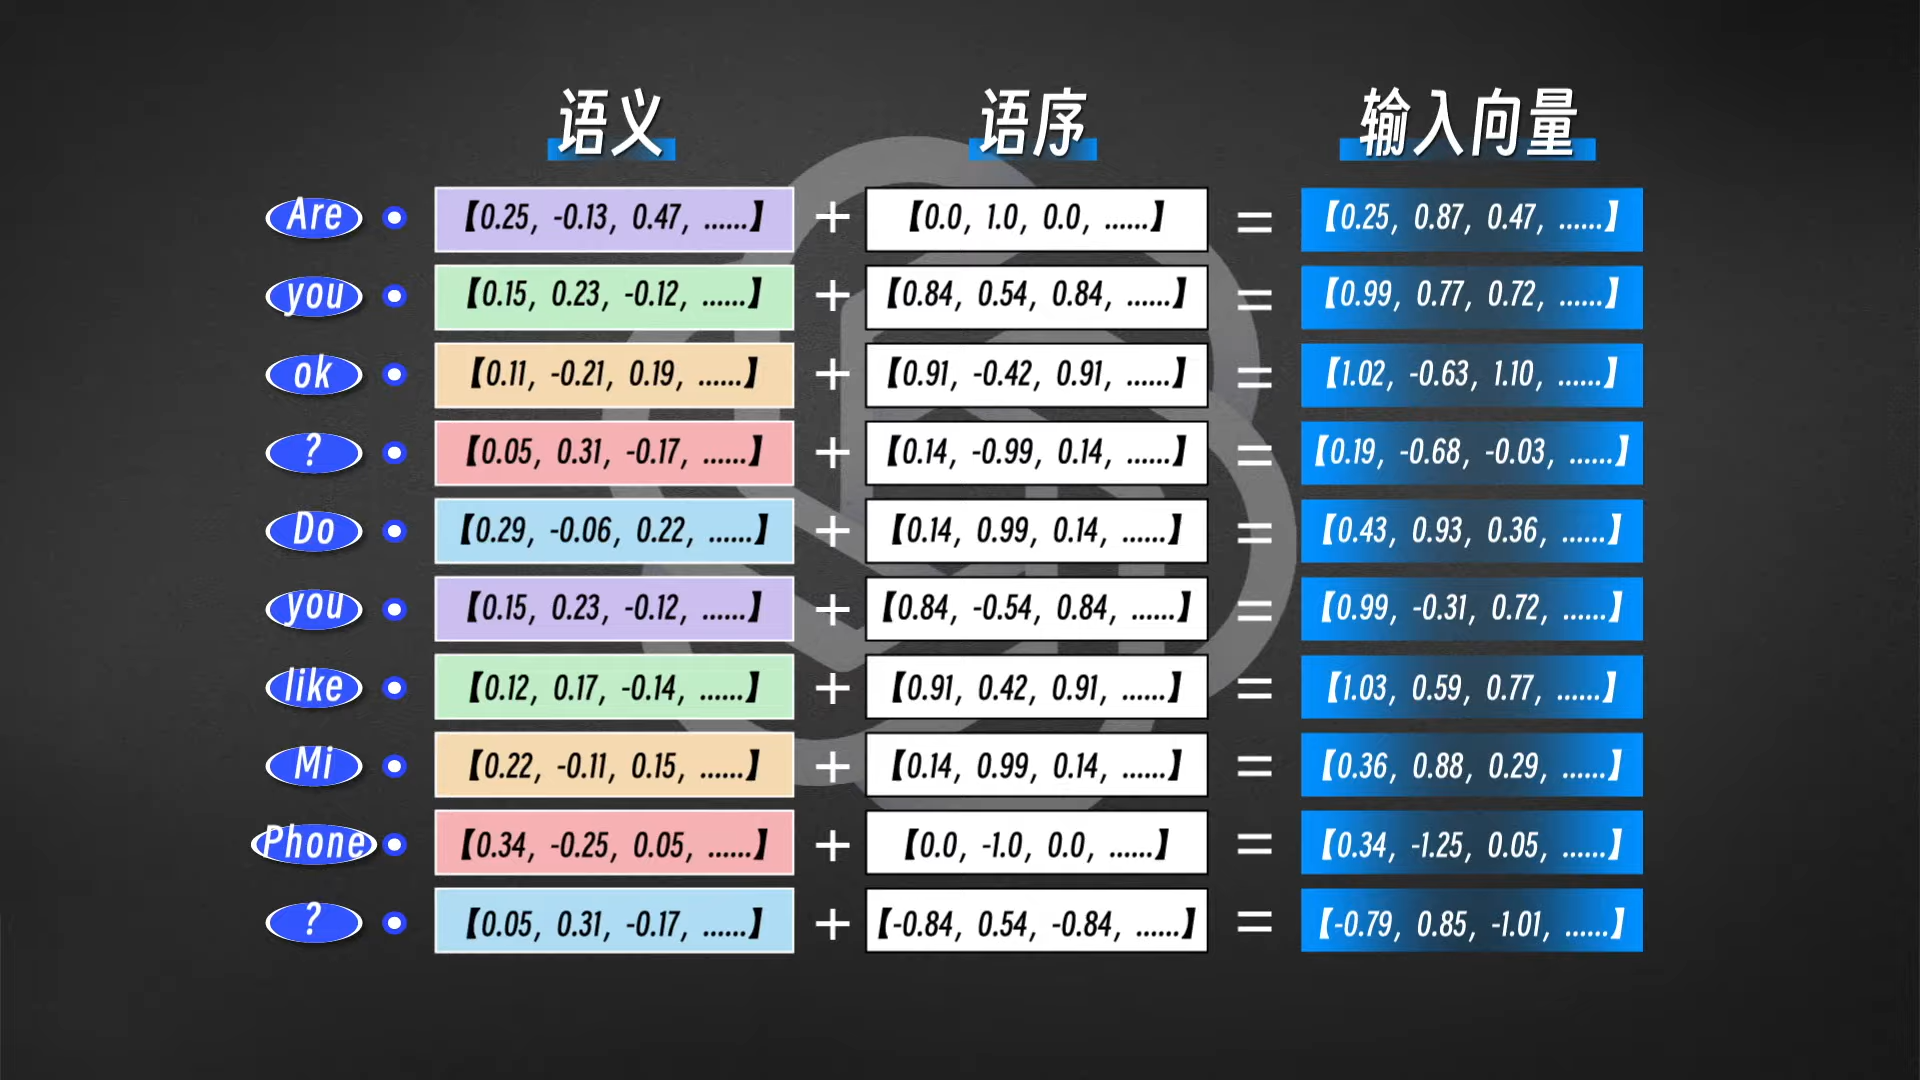 语义 语序 输入向量
Are 【0.25, -0.13, 0.47, ......】 + 【0.0, 1.0, 0.0, ......】 = 【0.25, 0.87, 0.47, ......】
you 【0.15, 0.23, -0.12, ......】 + 【0.84, 0.54, 0.84, ......】 = 【0.99, 0.77, 0.72, ......】
ok 【0.11, -0.21, 0.19, ......】 + 【0.91, -0.42, 0.91, ......】 = 【1.02, -0.63, 1.10, ......】
? 【0.05, 0.31, -0.17, ......】 + 【0.14, -0.99, 0.14, ......】 = 【0.19, -0.68, -0.03, ......】
Do 【0.29, -0.06, 0.22, ......】 + 【0.14, 0.99, 0.14, ......】 = 【0.43, 0.93, 0.36, ......】
you 【0.15, 0.23, -0.12, ......】 + 【0.84, -0.54, 0.84, ......】 = 【0.99, -0.31, 0.72, ......】
like 【0.12, 0.17, -0.14, ......】 + 【0.91, 0.42, 0.91, ......】 = 【1.03, 0.59, 0.77, ......】
Mi 【0.22, -0.11, 0.15, ......】 + 【0.14, 0.99, 0.14, ......】 = 【0.36, 0.88, 0.29, ......】
Phone 【0.34, -0.25, 0.05, ......】 + 【0.0, -1.0, 0.0, ......】 = 【0.34, -1.25, 0.05, ......】
? 【0.05, 0.31, -0.17, ......】 + 【-0.84, 0.54, -0.84, ......】 = 【-0.79, 0.85, -1.01, ......】